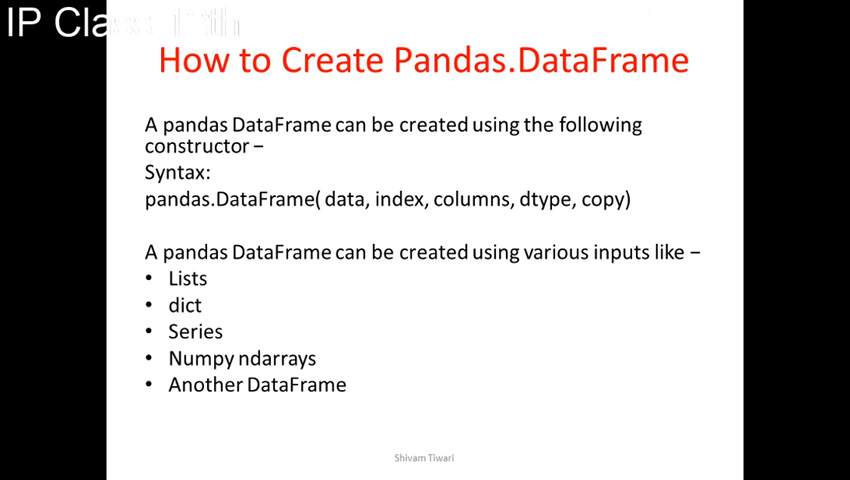 IP Class 12th
How to Create Pandas.DataFrame
A pandas DataFrame can be created using the following
constructor −
Syntax:
pandas.DataFrame( data, index, columns, dtype, copy)
A pandas DataFrame can be created using various inputs like −
• Lists
• dict
• Series
• Numpy ndarrays
• Another DataFrame
Shivam Tiwari